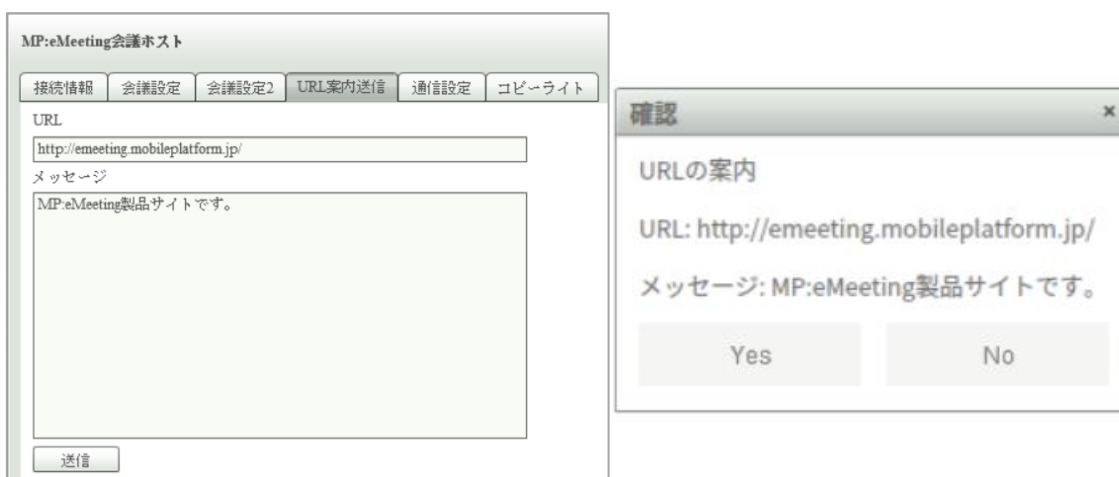 MP:eMeeting会議ホスト
接続情報 会議設定 会議設定2 URL案内送信 通信設定 コピーライト
URL
http://emeeting.mobileplatform.jp/
メッセージ
MP:eMeeting製品サイトです。
送信
確認 ×
URLの案内
URL: http://emeeting.mobileplatform.jp/
メッセージ: MP:eMeeting製品サイトです。
Yes No